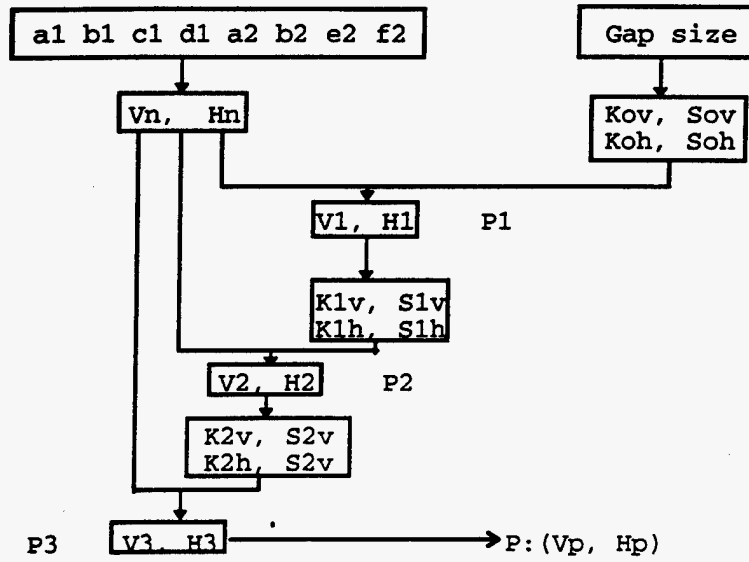 a1 b1 c1 d1 a2 b2 e2 f2
Gap size
Vn, Hn
Kov, Sov
Koh, Soh
V1, H1
P1
K1v, S1v
K1h, S1h
V2, H2
P2
K2v, S2v
K2h, S2v
P3
V3, H3
P:(Vp, Hp)